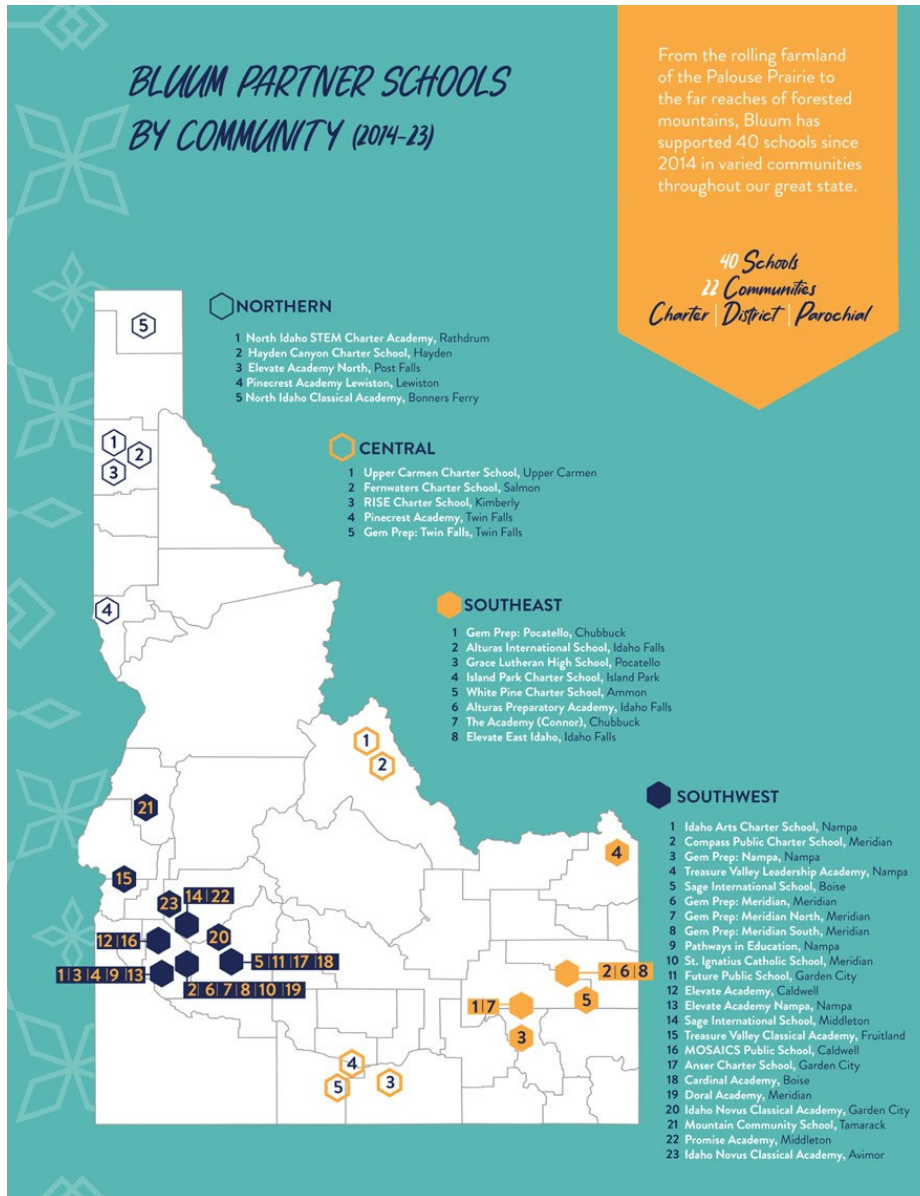 BLUUM PARTNER SCHOOLS
BY COMMUNITY (2014-23)
From the rolling farmland
of the Palouse Prairie to
the far reaches of forested
mountains, Bluum has
supported 40 schools since
2014 in varied communities
throughout our great state.
40 Schools
22 Communities
Charter | District | Parochial
NORTHERN
1 North Idaho STEM Charter Academy, Rathdrum
2 Hayden Canyon Charter School, Hayden
3 Elevate Academy North, Post Falls
4 Pinecrest Academy Lewiston, Lewiston
5 North Idaho Classical Academy, Bonners Ferry
CENTRAL
1 Upper Carmen Charter School, Upper Carmen
2 Fernwaters Charter School, Salmon
3 RISE Charter School, Kimberly
4 Pinecrest Academy, Twin Falls
5 Gem Prep: Twin Falls, Twin Falls
SOUTHEAST
1 Gem Prep: Pocatello, Chubbuck
2 Alturas International School, Idaho Falls
3 Grace Lutheran High School, Pocatello
4 Island Park Charter School, Island Park
5 White Pine Charter School, Ammon
6 Alturas Preparatory Academy, Idaho Falls
7 The Academy (Connor), Chubbuck
8 Elevate East Idaho, Idaho Falls
SOUTHWEST
1 Idaho Arts Charter School, Nampa
2 Compass Public Charter School, Meridian
3 Gem Prep: Nampa, Nampa
4 Treasure Valley Leadership Academy, Nampa
5 Sage International School, Boise
6 Gem Prep: Meridian, Meridian
7 Gem Prep: Meridian North, Meridian
8 Gem Prep: Meridian South, Meridian
9 Pathways in Education, Nampa
10 St. Ignatius Catholic School, Meridian
11 Future Public School, Garden City
12 Elevate Academy, Caldwell
13 Elevate Academy Nampa, Nampa
14 Sage International School, Middleton
15 Treasure Valley Classical Academy, Fruitland
16 MOSAICS Public School, Caldwell
17 Anser Charter School, Garden City
18 Cardinal Academy, Boise
19 Doral Academy, Meridian
20 Idaho Novus Classical Academy, Garden City
21 Mountain Community School, Tamarack
22 Promise Academy, Middleton
23 Idaho Novus Classical Academy, Avimor
5
1
2
3
4
1
2
21
4
15
23
14 | 22
12 | 16
20
5 | 11 | 17 | 18
1 | 3 | 4 | 9 | 13
2 | 6 | 7 | 8 | 10 | 19
2 | 6 | 8
5
1 | 7
3
4
5
3